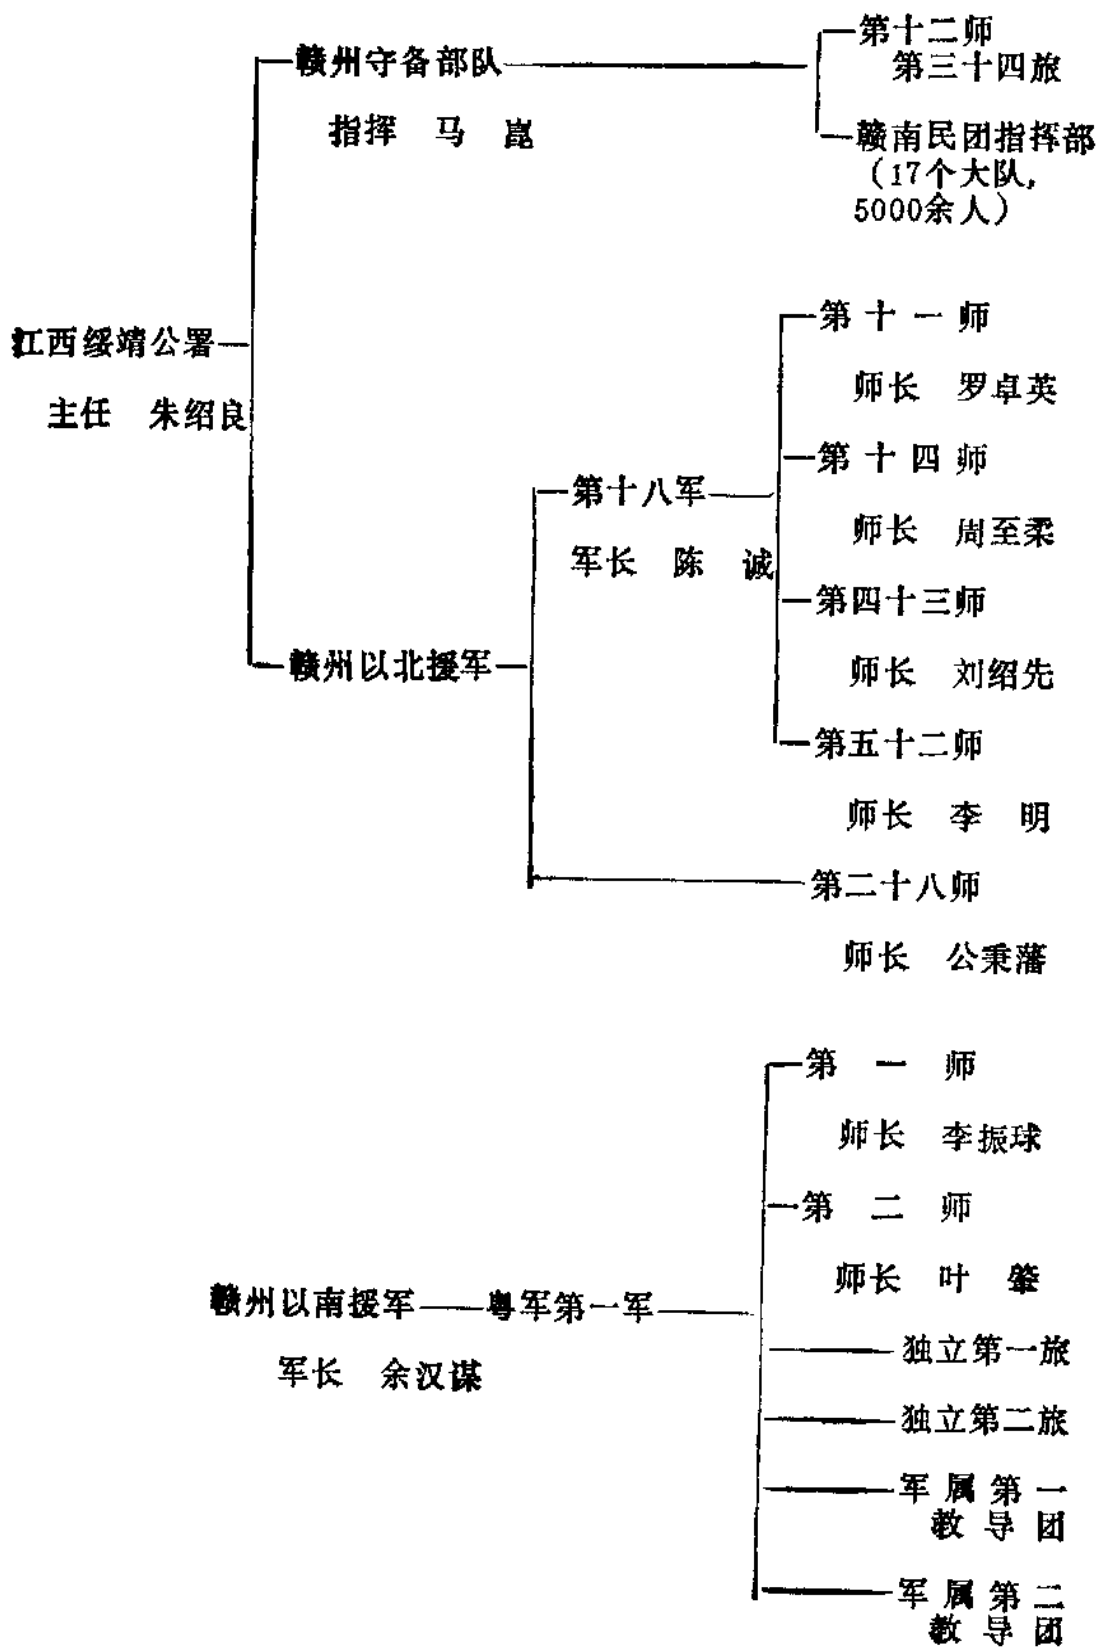 赣州守备部队
指挥 马 崑
第十二师
第三十四旅
赣南民团指挥部
(17个大队,
5000余人)
江西绥靖公署
主任 朱绍良
第十八军
军长 陈 诚
第十一师
师长 罗卓英
第十四师
师长 周至柔
第四十三师
师长 刘绍先
第五十二师
师长 李 明
赣州以北援军
第二十八师
师长 公秉藩
赣州以南援军
粤军第一军
军长 余汉谋
第 一 师
师长 李振球
第 二 师
师长 叶 肇
独立第一旅
独立第二旅
军属第一
教导团
军属第二
教导团